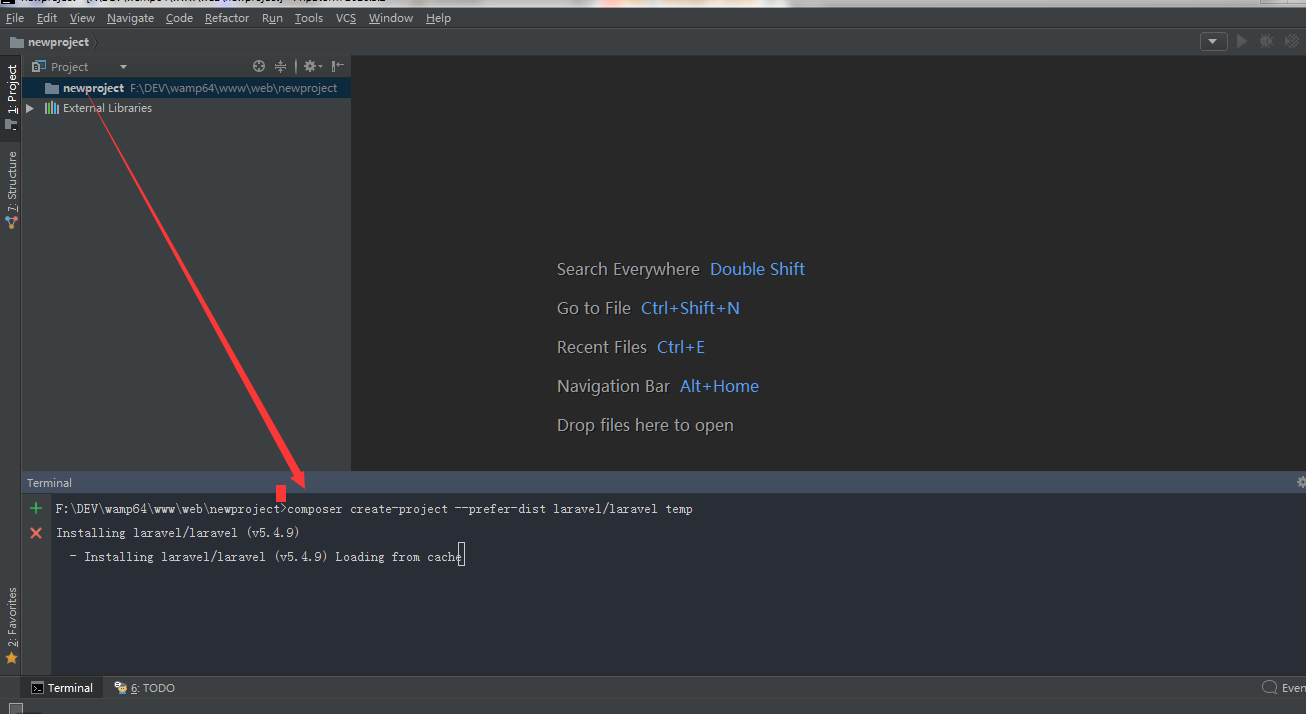 File Edit View Navigate Code Refactor Run Tools VCS Window Help
newproject
1: Project
Project
newproject F:\DEV\wamp64\www\web\newproject
External Libraries
7: Structure
Search Everywhere Double Shift
Go to File Ctrl+Shift+N
Recent Files Ctrl+E
Navigation Bar Alt+Home
Drop files here to open
Terminal
F:\DEV\wamp64\www\web\newproject>composer create-project --prefer-dist laravel/laravel temp
Installing laravel/laravel (v5.4.9)
- Installing laravel/laravel (v5.4.9) Loading from cache
2: Favorites
Terminal 6: TODO Even